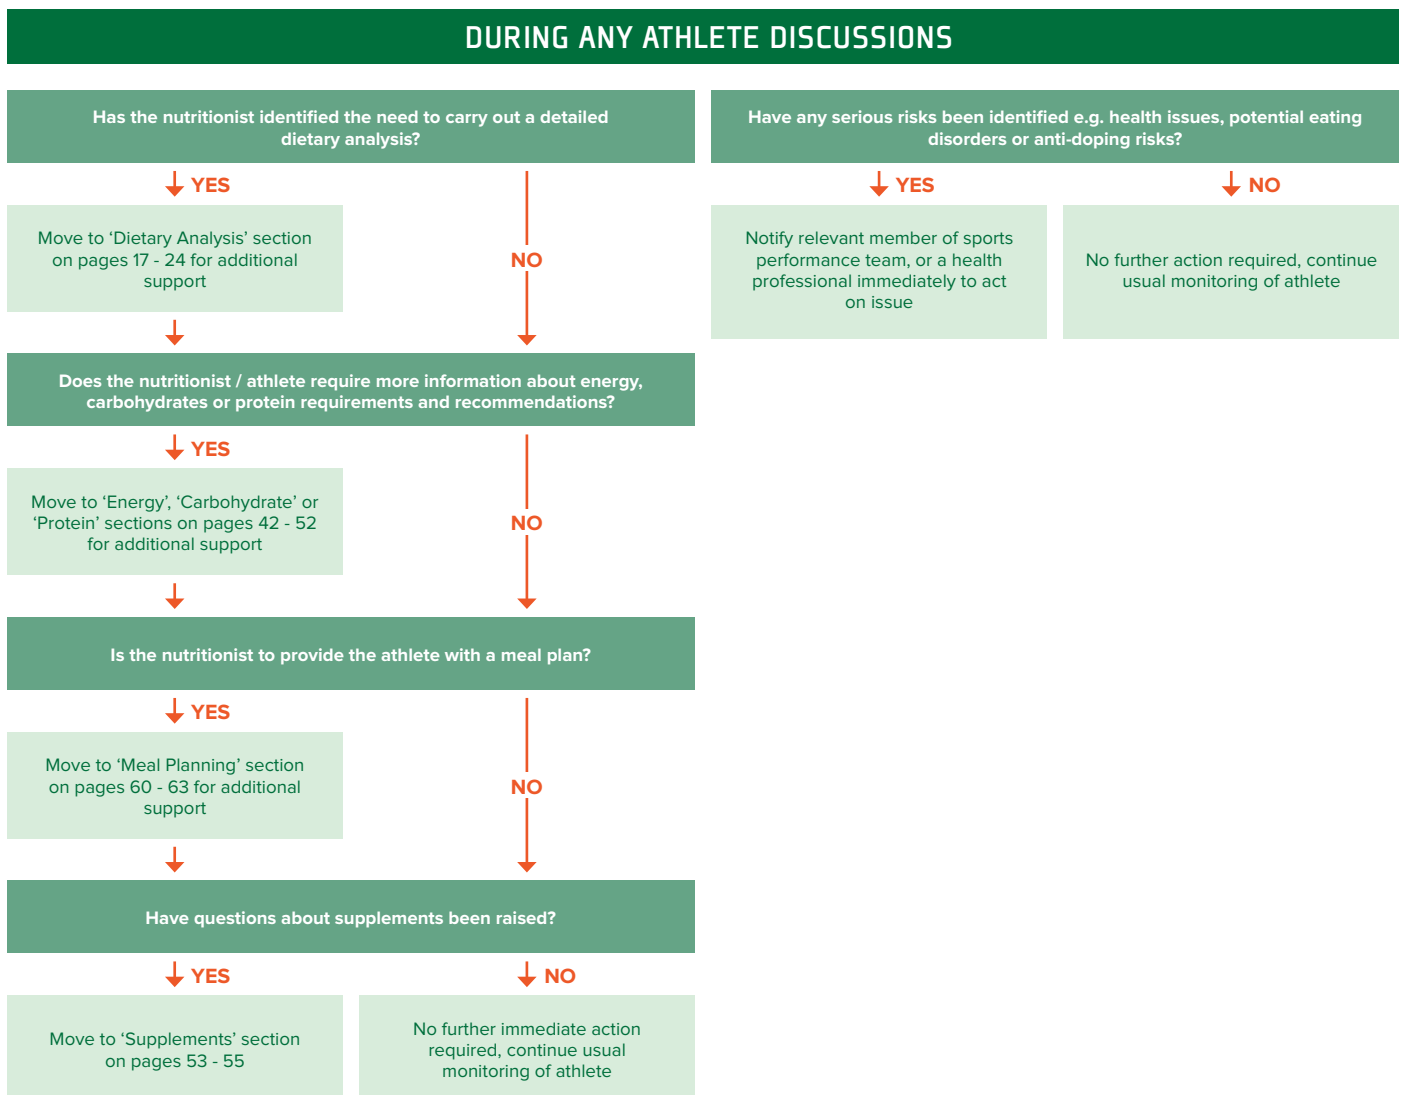 DURING ANY ATHLETE DISCUSSIONS
Has the nutritionist identified the need to carry out a detailed
dietary analysis?
YES
NO
Move to ‘Dietary Analysis’ section
on pages 17 - 24 for additional
support
Does the nutritionist / athlete require more information about energy,
carbohydrates or protein requirements and recommendations?
YES
NO
Move to ‘Energy’, ‘Carbohydrate’ or
‘Protein’ sections on pages 42 - 52
for additional support
Is the nutritionist to provide the athlete with a meal plan?
YES
NO
Move to ‘Meal Planning’ section
on pages 60 - 63 for additional
support
Have questions about supplements been raised?
YES
NO
Move to ‘Supplements’ section
on pages 53 - 55
No further immediate action
required, continue usual
monitoring of athlete
Have any serious risks been identified e.g. health issues, potential eating
disorders or anti-doping risks?
YES
NO
Notify relevant member of sports
performance team, or a health
professional immediately to act
on issue
No further action required, continue
usual monitoring of athlete